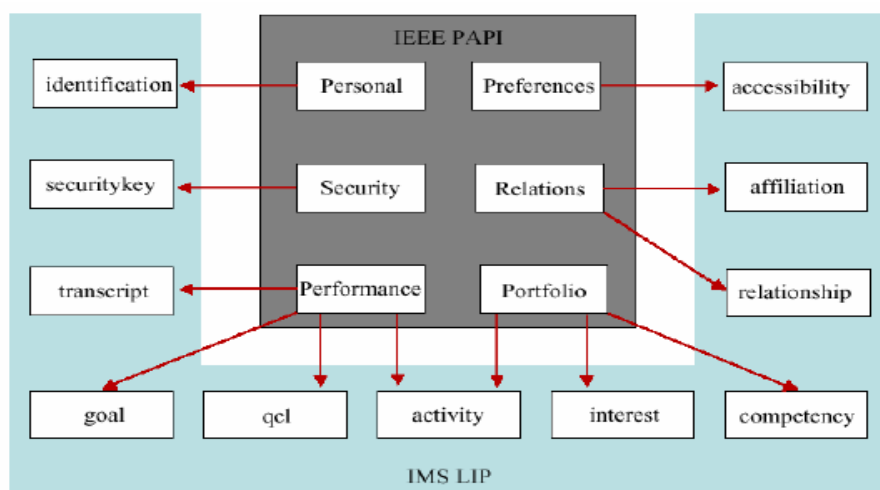 IEEE PAPI
identification
Personal
Preferences
accessibility
securitykey
Security
Relations
affiliation
transcript
Performance
Portfolio
relationship
goal
qcl
activity
interest
competency
IMS LIP